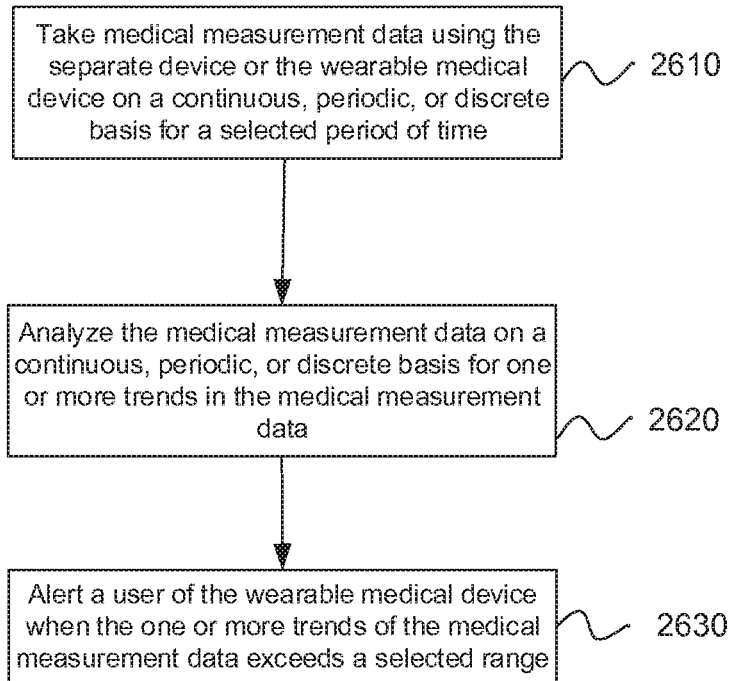 Take medical measurement data using the
separate device or the wearable medical
device on a continuous, periodic, or discrete
basis for a selected period of time
2610
Analyze the medical measurement data on a
continuous, periodic, or discrete basis for one
or more trends in the medical measurement
data
2620
Alert a user of the wearable medical device
when the one or more trends of the medical
measurement data exceeds a selected range
2630